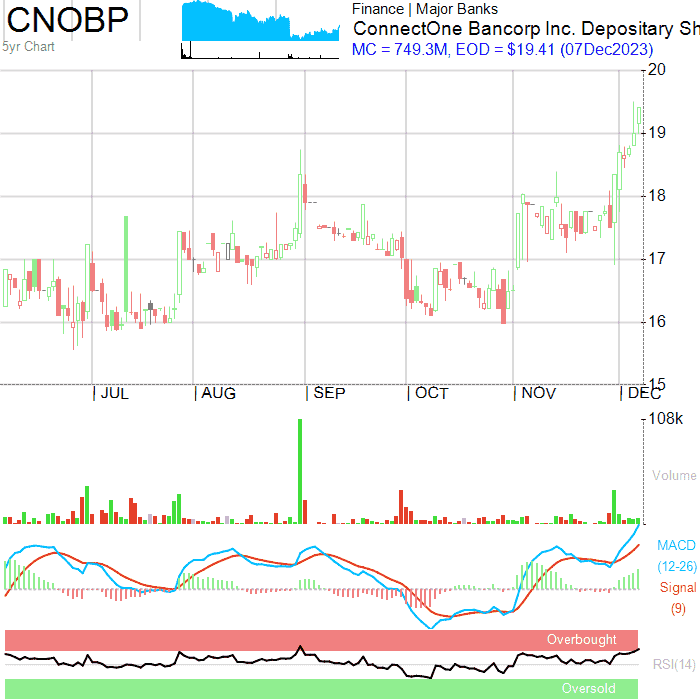 CNOBP
5yr Chart
Finance | Major Banks
ConnectOne Bancorp Inc. Depositary Sh
MC = 749.3M, EOD = $19.41 (07Dec2023)
20
19
18
17
16
15
JUL AUG SEP OCT NOV DEC
108k
Volume
MACD
(12-26)
Signal
(9)
Overbought
RSI(14)
Oversold